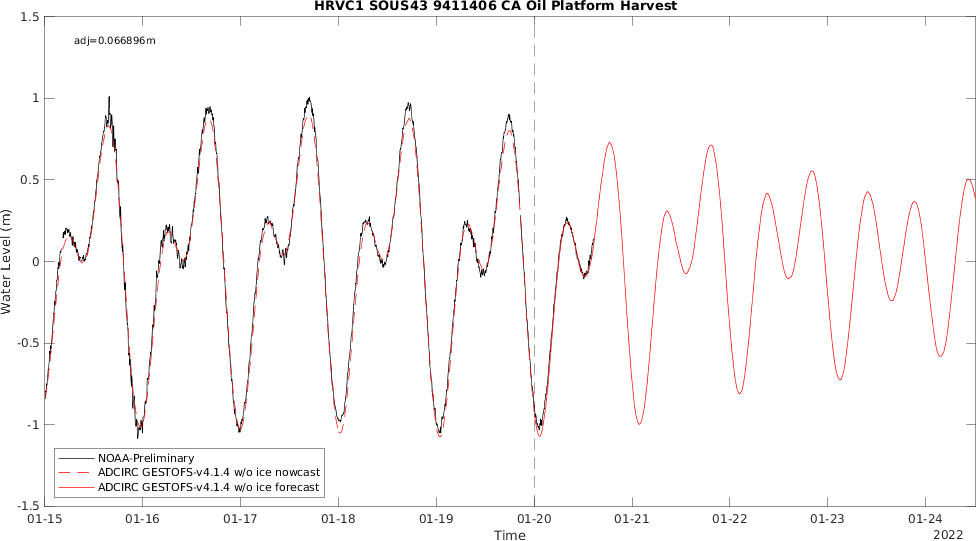 HRVC1 SOUS43 9411406 CA Oil Platform Harvest
1.5
adj=0.066896m
1
0.5
0
-0.5
-1
-1.5
Water Level (m)
NOAA-Preliminary
ADCIRC GESTOFS-v4.1.4 w/o ice nowcast
ADCIRC GESTOFS-v4.1.4 w/o ice forecast
01-15 01-16 01-17 01-18 01-19 01-20 01-21 01-22 01-23 01-24
Time
2022